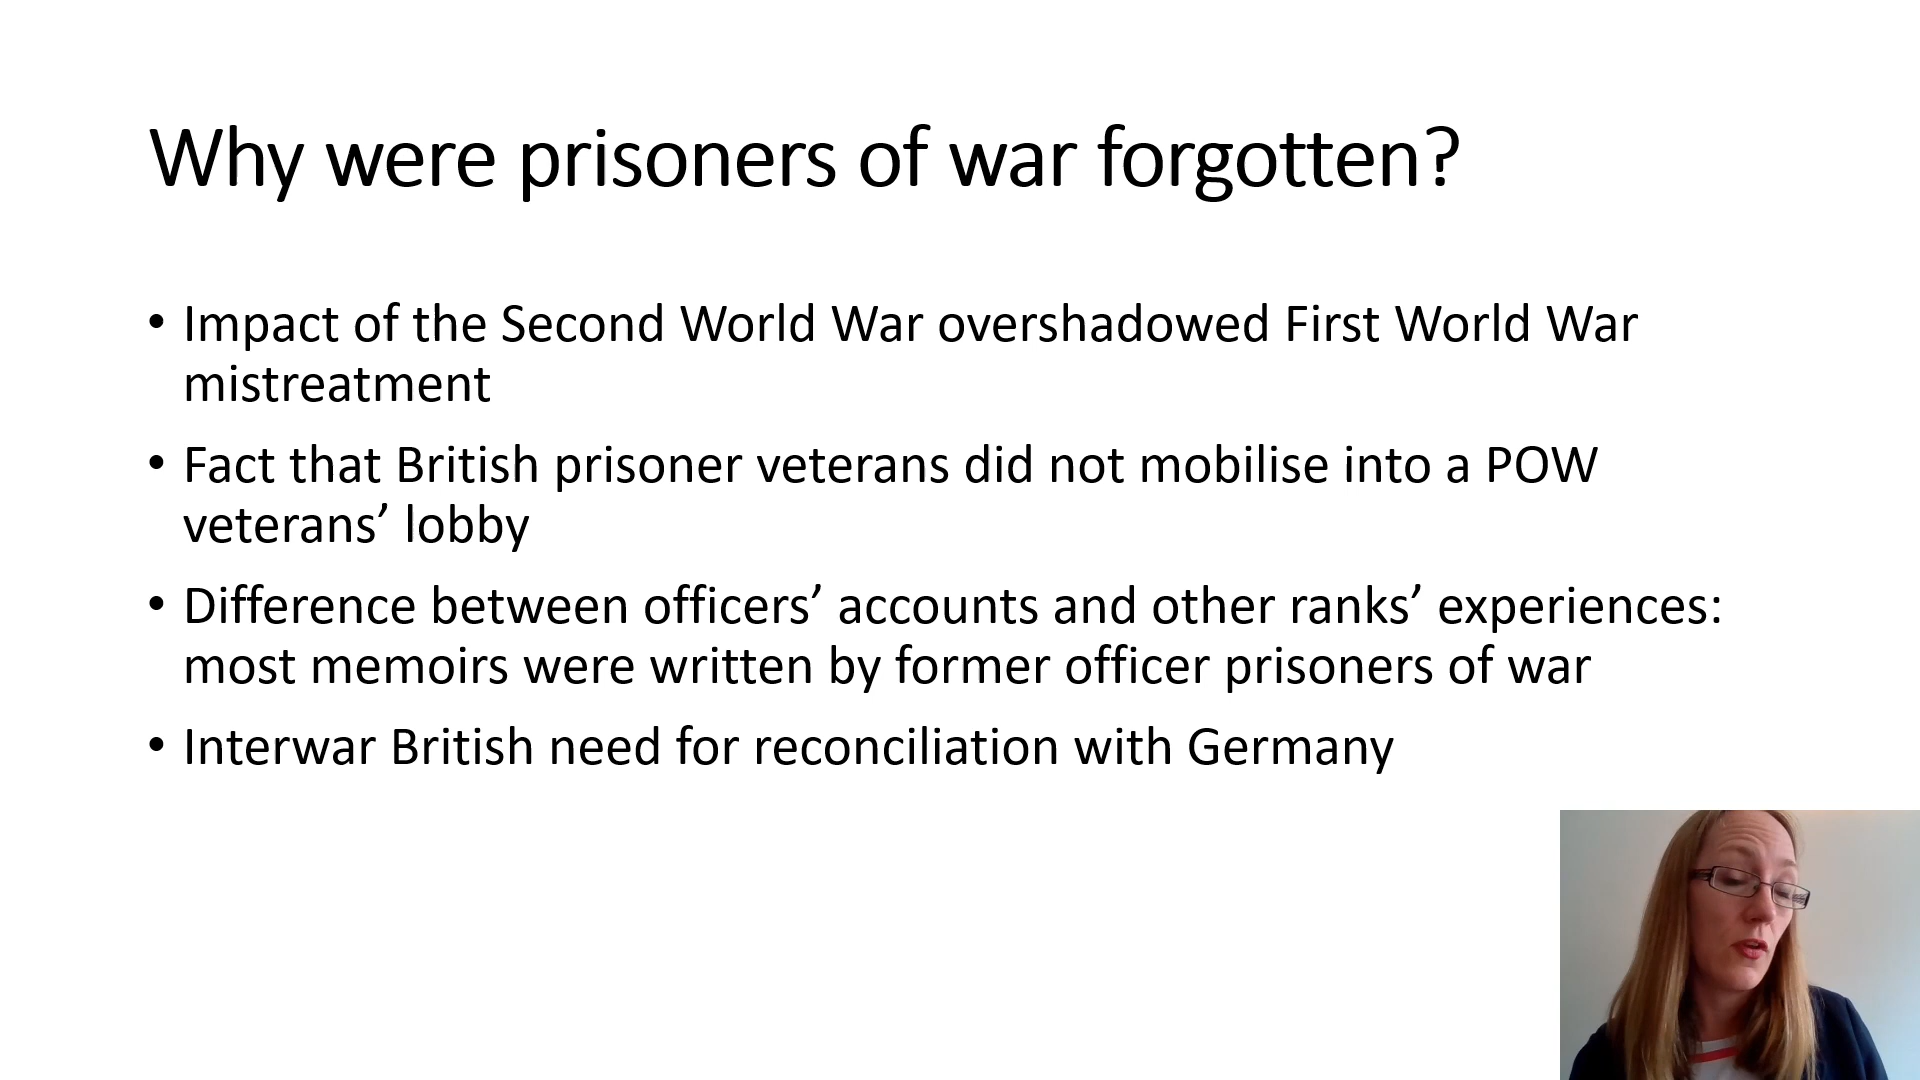 Why were prisoners of war forgotten?
• Impact of the Second World War overshadowed First World War
mistreatment
• Fact that British prisoner veterans did not mobilise into a POW
veterans’ lobby
• Difference between officers’ accounts and other ranks’ experiences:
most memoirs were written by former officer prisoners of war
• Interwar British need for reconciliation with Germany